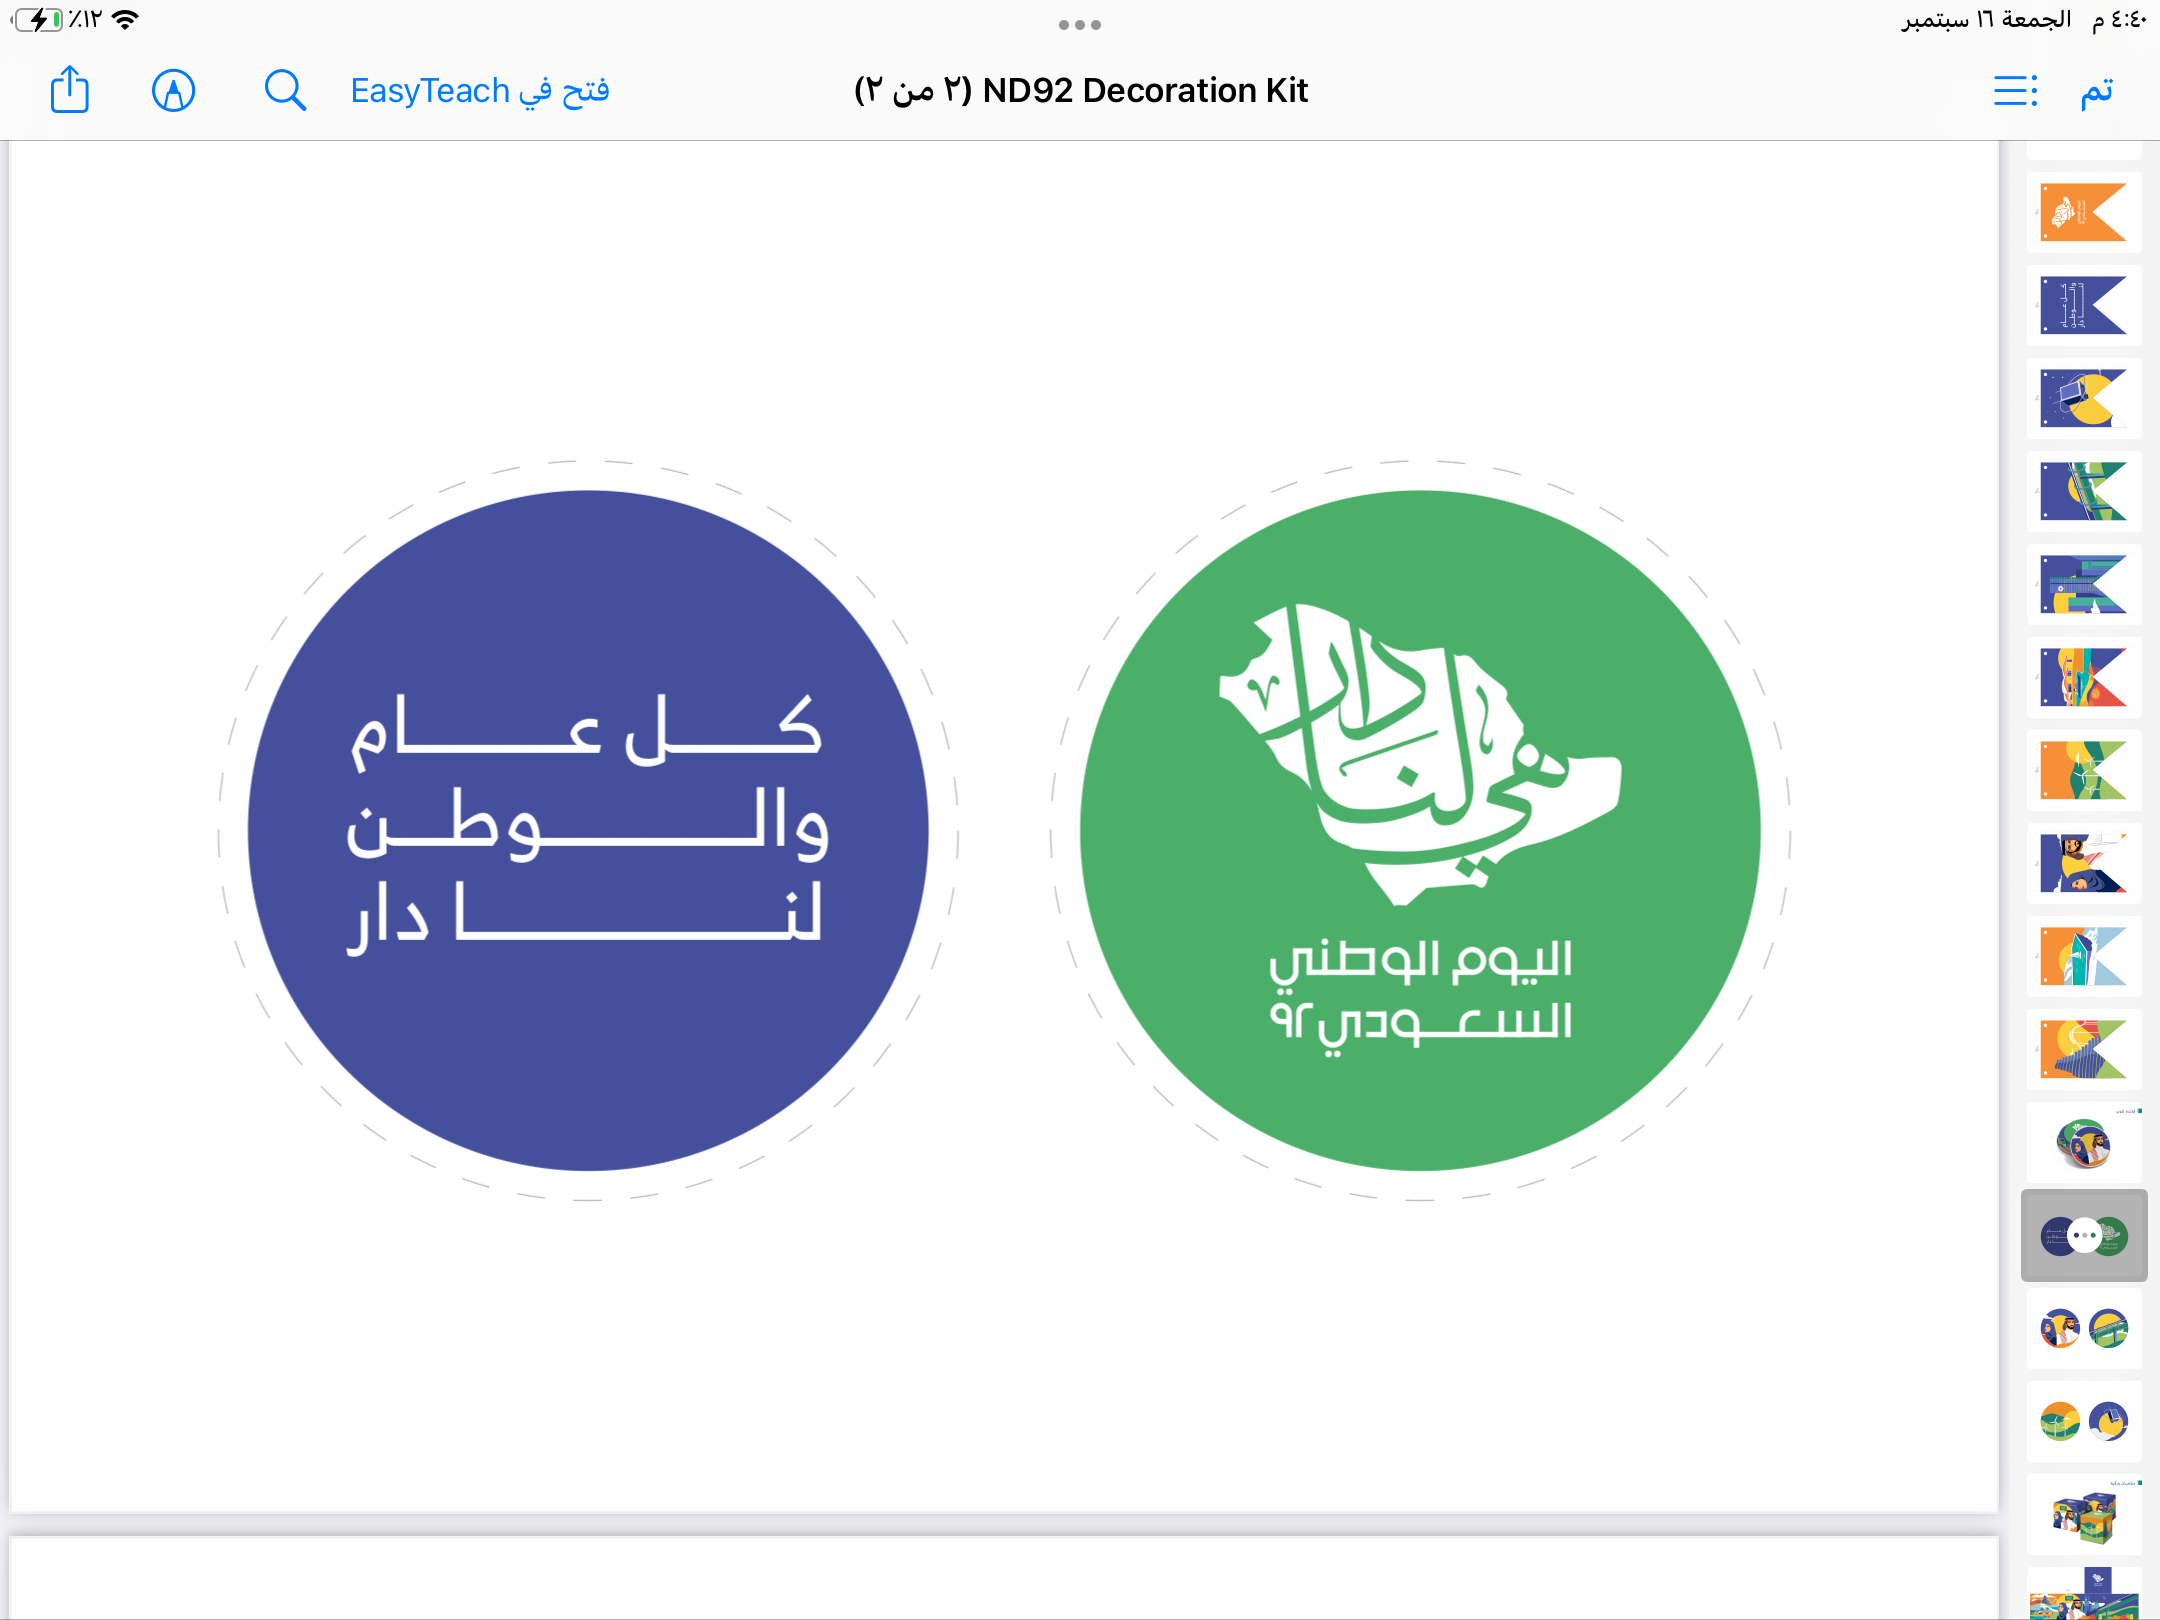 ٤:٤٠ م الجمعة ١٦ سبتمبر
٪١٢
تم
ND92 Decoration Kit (٢ من ٢)
فتح في EasyTeach
هي لنا دار
اليوم الوطني
السعودي ٩٢
كل عام
والوطن
لنا دار